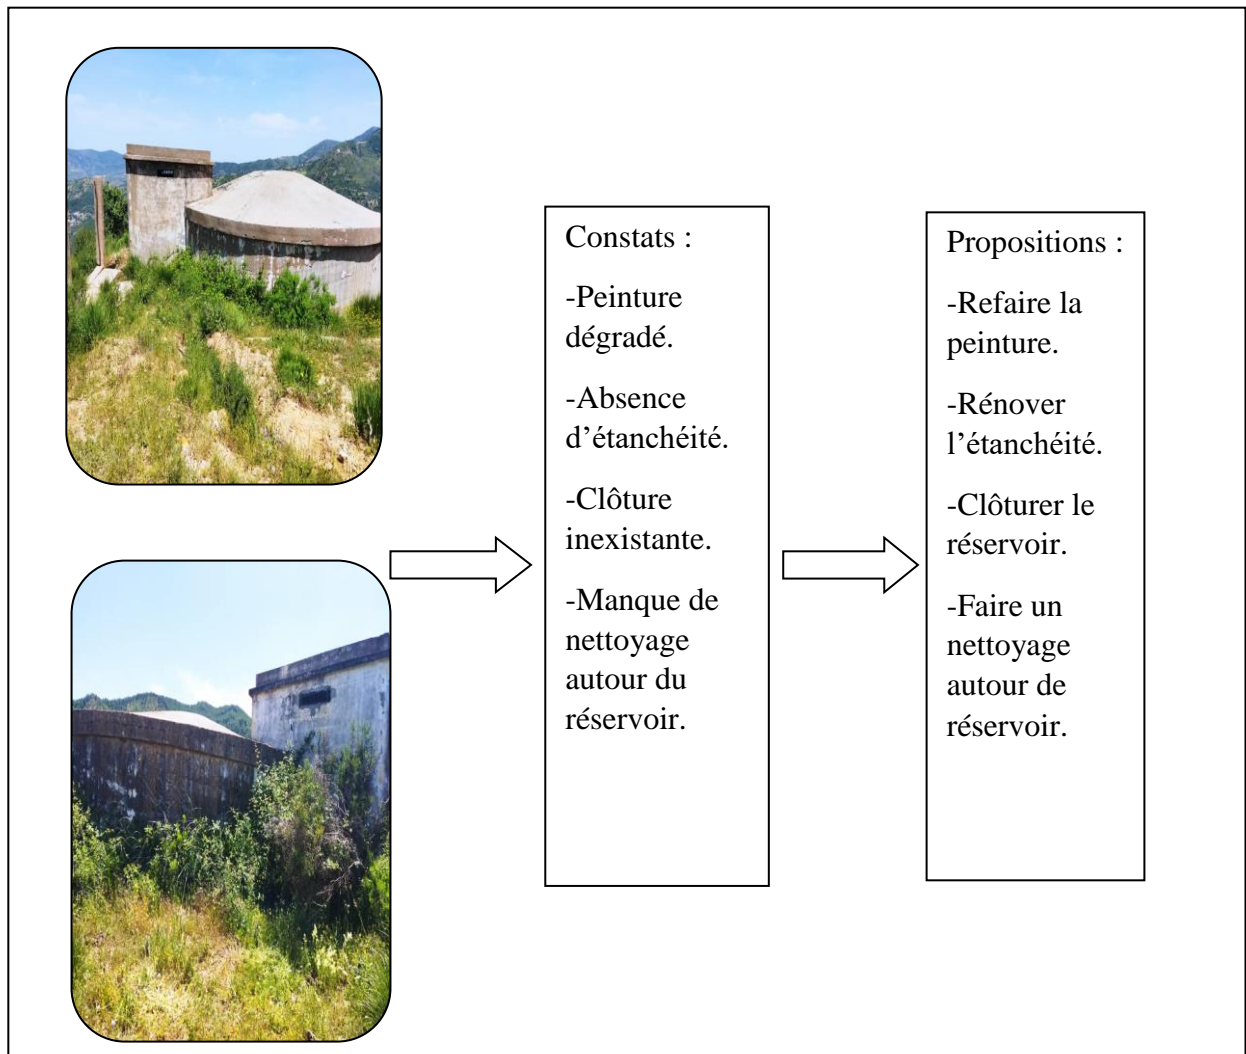 Constats :
-Peinture
dégradé.
-Absence
d’étanchéité.
-Clôture
inexistante.
-Manque de
nettoyage
autour du
réservoir.
Propositions :
-Refaire la
peinture.
-Rénover
l’étanchéité.
-Clôturer le
réservoir.
-Faire un
nettoyage
autour de
réservoir.